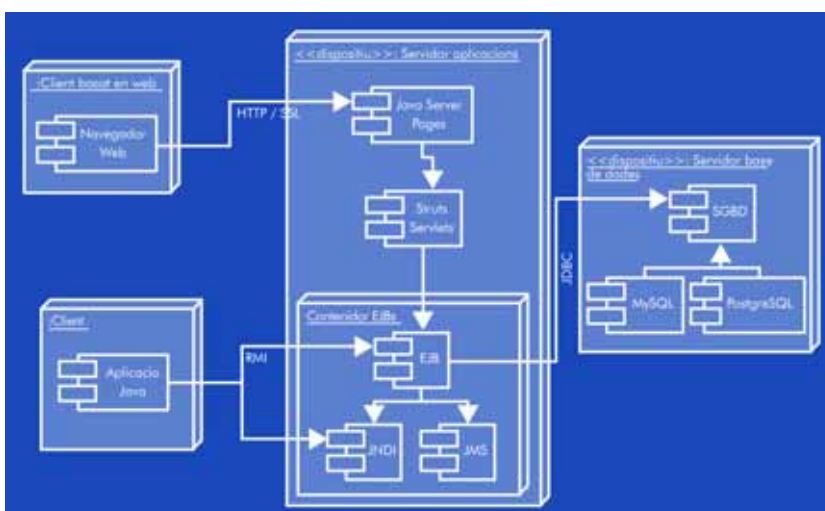 :Client basat en web
Navegador
Web
HTTP / SSL
<<dispositiu>>: Servidor aplicacions
Java Server
Pages
Struts
Servlets
Contenidor EJBs
EJB
JNDI
JMS
:Client
Aplicacio
Java
RMI
JDBC
<<dispositiu>>: Servidor base
de dades
SGBD
MySQL
PostgreSQL